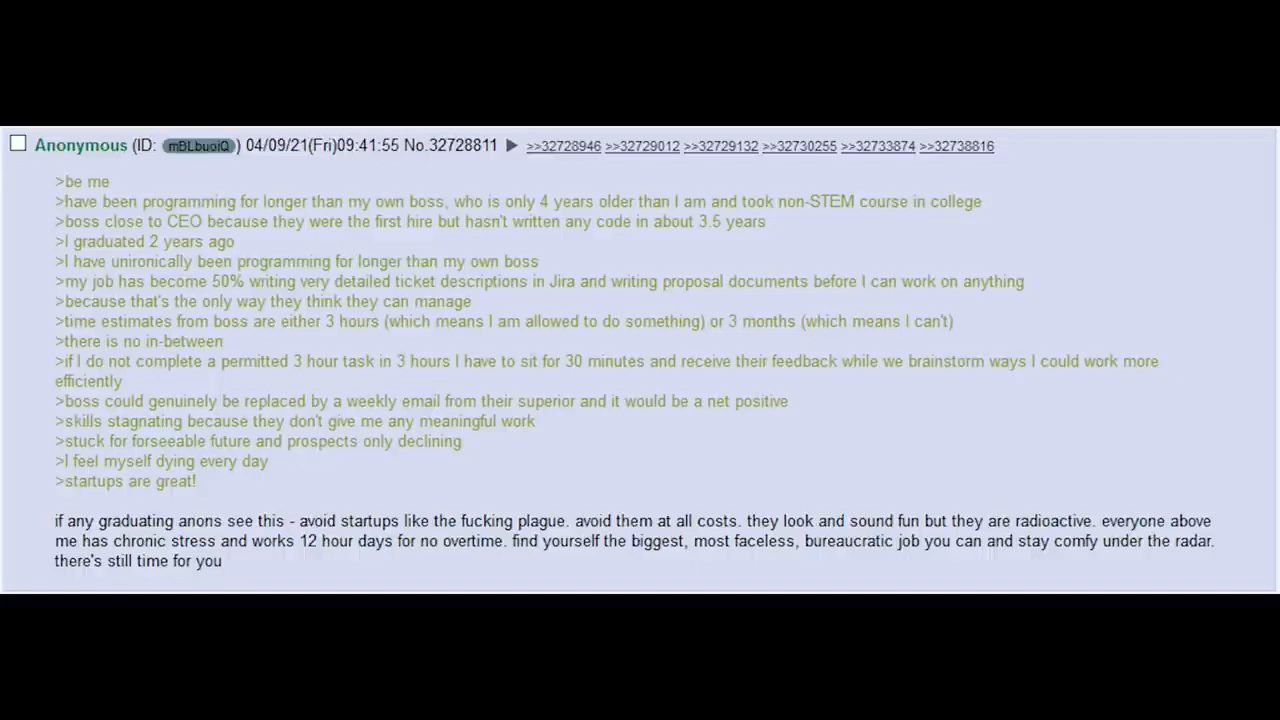 Anonymous (ID: mBLbuoiQ) 04/09/21(Fri)09:41:55 No.32728811 ▶ >>32728946 >>32729012 >>32729132 >>32730255 >>32733874 >>32738816
>be me
>have been programming for longer than my own boss, who is only 4 years older than I am and took non-STEM course in college
>boss close to CEO because they were the first hire but hasn't written any code in about 3.5 years
>I graduated 2 years ago
>I have unironically been programming for longer than my own boss
>my job has become 50% writing very detailed ticket descriptions in Jira and writing proposal documents before I can work on anything
>because that's the only way they think they can manage
>time estimates from boss are either 3 hours (which means I am allowed to do something) or 3 months (which means I can't)
>there is no in-between
>if I do not complete a permitted 3 hour task in 3 hours I have to sit for 30 minutes and receive their feedback while we brainstorm ways I could work more
efficiently
>boss could genuinely be replaced by a weekly email from their superior and it would be a net positive
>skills stagnating because they don't give me any meaningful work
>stuck for forseeable future and prospects only declining
>I feel myself dying every day
>startups are great!
if any graduating anons see this - avoid startups like the fucking plague. avoid them at all costs. they look and sound fun but they are radioactive. everyone above
me has chronic stress and works 12 hour days for no overtime. find yourself the biggest, most faceless, bureaucratic job you can and stay comfy under the radar.
there's still time for you